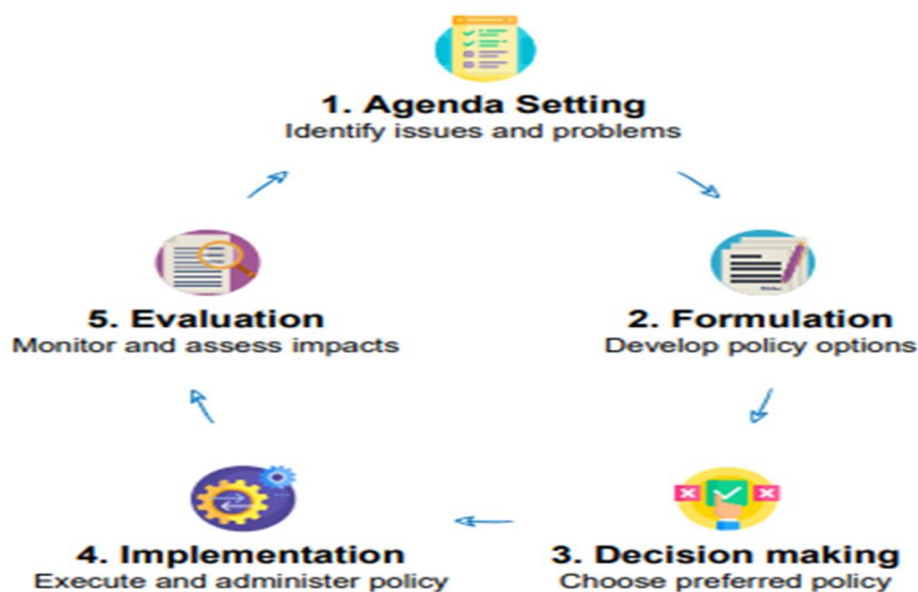 1. Agenda Setting
Identify issues and problems
2. Formulation
Develop policy options
3. Decision making
Choose preferred policy
4. Implementation
Execute and administer policy
5. Evaluation
Monitor and assess impacts